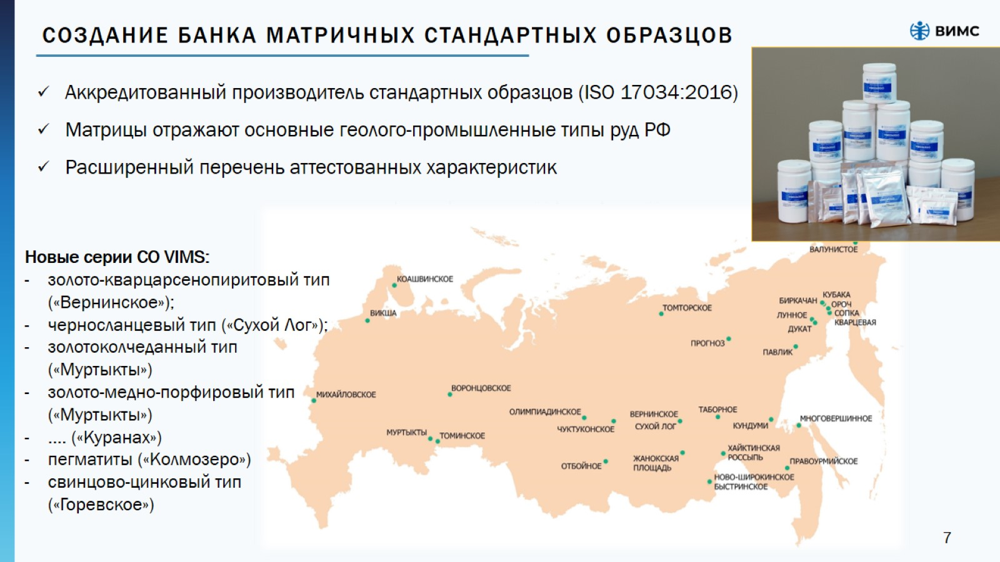 СОЗДАНИЕ БАНКА МАТРИЧНЫХ СТАНДАРТНЫХ ОБРАЗЦОВ
ВИМС
✓ Аккредитованный производитель стандартных образцов (ISO 17034:2016)
✓ Матрицы отражают основные геолого-промышленные типы руд РФ
✓ Расширенный перечень аттестованных характеристик
Новые серии СО VIMS:
- золото-кварцарсенопиритовый тип
(«Вернинское»);
- черносланцевый тип («Сухой Лог»);
- золотоколчеданный тип
(«Муртыкты»)
- золото-медно-порфировый тип
(«Муртыкты»)
- .... («Куранах»)
- пегматиты («Колмозеро»)
- свинцово-цинковый тип
(«Горевское»)
ВАЛУНИСТОЕ
КОАШВИНСКОЕ
ВИКША
ТОМТОРСКОЕ
БИРКАЧАН
КУБАКА
ОРОЧ
ЛУННОЕ
СОПКА
КВАРЦЕВАЯ
ДУКАТ
ПРОГНОЗ
ПАВЛИК
МИХАЙЛОВСКОЕ
ВОРОНЦОВСКОЕ
ОЛИМПИАДИНСКОЕ
ЧУКТУКОНСКОЕ
ВЕРНИНСКОЕ
СУХОЙ ЛОГ
ТАБОРНОЕ
КУНДУМИ
МНОГОВЕРШИННОЕ
МУРТЫКТЫ
ТОМИНСКОЕ
ОТБОЙНОЕ
ЖАНОКСКАЯ
ПЛОЩАДЬ
ХАЙКТИНСКАЯ
РОССЫПЬ
ПРАВОУРМИЙСКОЕ
НОВО-ШИРОКИНСКОЕ
БЫСТРИНСКОЕ
7